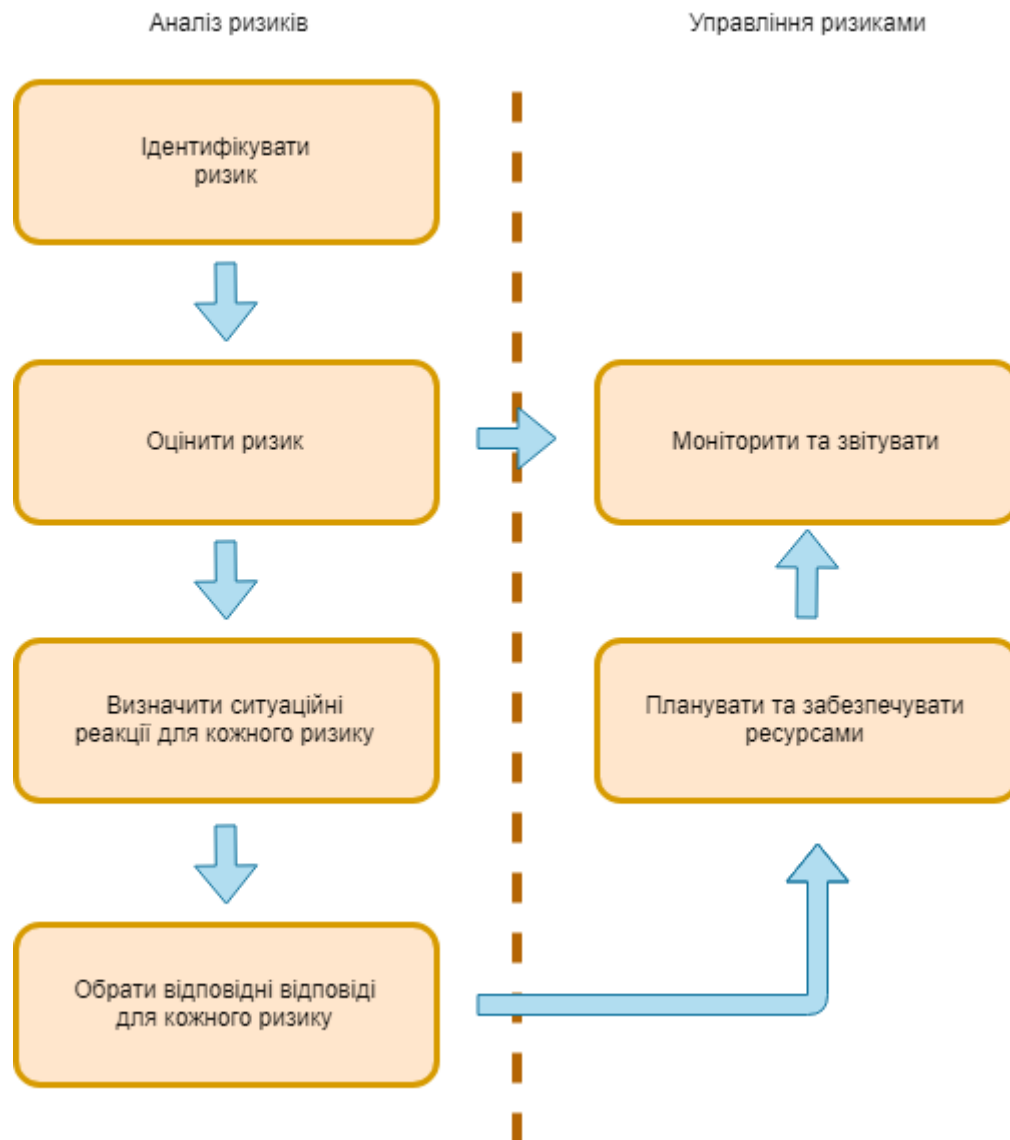 Аналіз ризиків
Управління ризиками
Ідентифікувати
ризик
Оцінити ризик
Моніторити та звітувати
Визначити ситуаційні
реакції для кожного ризику
Планувати та забезпечувати
ресурсами
Обрати відповідні відповіді
для кожного ризику